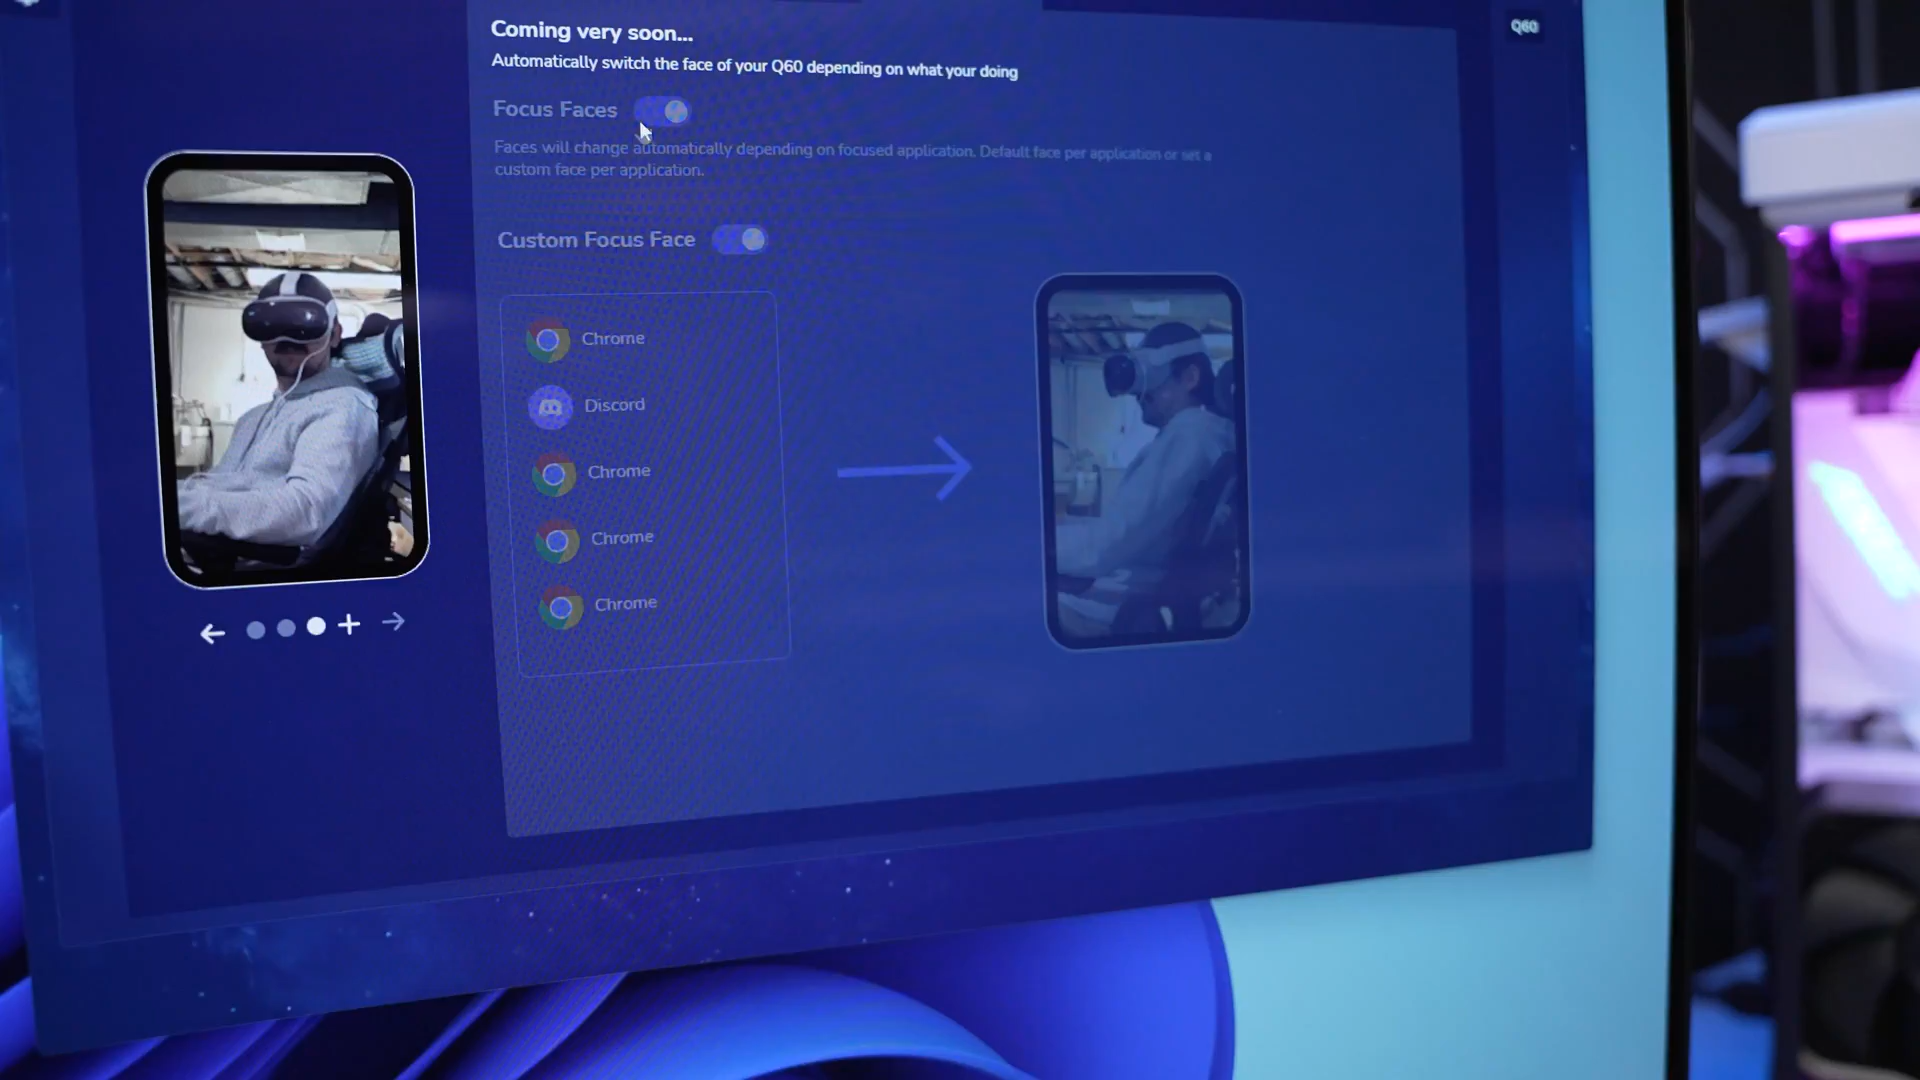 Coming very soon...
Q60
Automatically switch the face of your Q60 depending on what your doing
Focus Faces
Faces will change automatically depending on focused application. Default face per application or set a
custom face per application.
Custom Focus Face
Chrome
Discord
Chrome
Chrome
Chrome